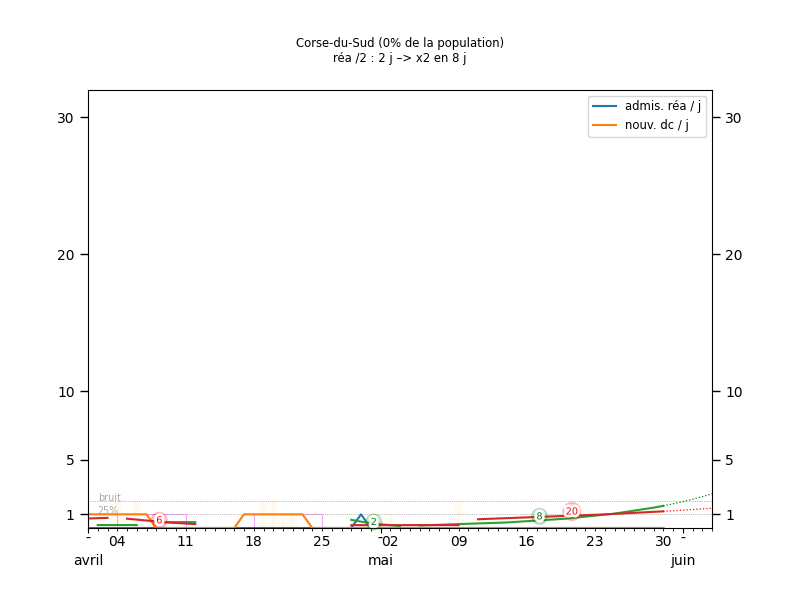 Corse-du-Sud (0% de la population)
réa /2 : 2 j –> x2 en 8 j
admis. réa / j
nouv. dc / j
30 30
20 20
10 10
5 5
bruit
25%
1 1
6 2 8 20
- 04 11 18 25 -02 09 16 23 30 -
avril mai juin